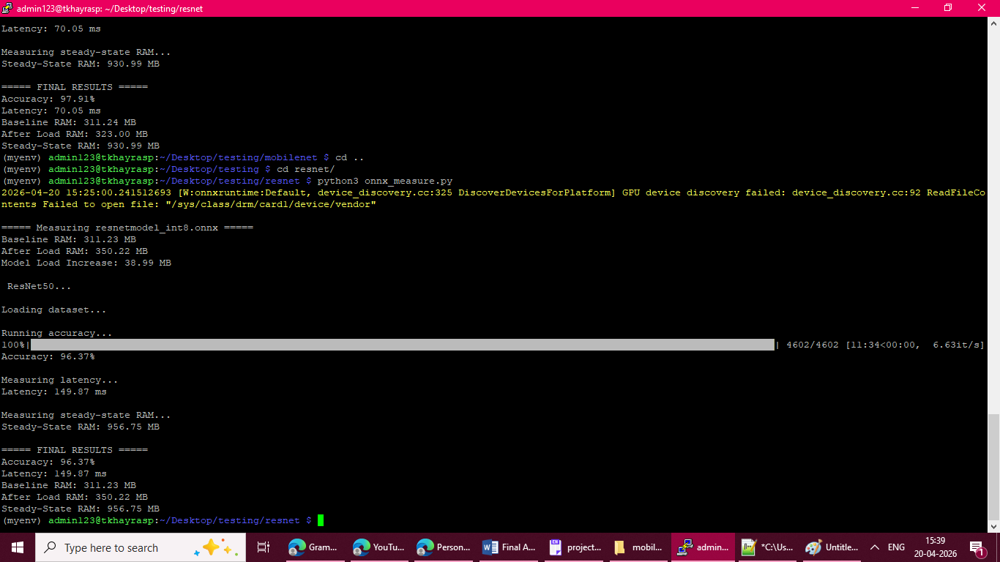 admin123@tkhayrasp: ~/Desktop/testing/resnet
Latency: 70.05 ms
Measuring steady-state RAM...
Steady-State RAM: 930.99 MB
===== FINAL RESULTS =====
Accuracy: 97.91%
Latency: 70.05 ms
Baseline RAM: 311.24 MB
After Load RAM: 323.00 MB
Steady-State RAM: 930.99 MB
(myenv) admin123@tkhayrasp:~/Desktop/testing/mobilenet $ cd ..
(myenv) admin123@tkhayrasp:~/Desktop/testing $ cd resnet/
(myenv) admin123@tkhayrasp:~/Desktop/testing/resnet $ python3 onnx_measure.py
2026-04-20 15:25:00.241512693 [W:onnxruntime:Default, device_discovery.cc:325 DiscoverDevicesForPlatform] GPU device discovery failed: device_discovery.cc:92 ReadFileCo
ntents Failed to open file: "/sys/class/drm/card1/device/vendor"
===== Measuring resnetmodel_int8.onnx =====
Baseline RAM: 311.23 MB
After Load RAM: 350.22 MB
Model Load Increase: 38.99 MB
ResNet50...
Loading dataset...
Running accuracy...
100%| | 4602/4602 [11:34<00:00, 6.63it/s]
Accuracy: 96.37%
Measuring latency...
Latency: 149.87 ms
Measuring steady-state RAM...
Steady-State RAM: 956.75 MB
===== FINAL RESULTS =====
Accuracy: 96.37%
Latency: 149.87 ms
Baseline RAM: 311.23 MB
After Load RAM: 350.22 MB
Steady-State RAM: 956.75 MB
(myenv) admin123@tkhayrasp:~/Desktop/testing/resnet $
Type here to search
Gram...
YouTu...
Person...
Final A...
project...
mobil...
admin...
*C:\Us...
Untitle...
ENG
15:39
20-04-2026
1